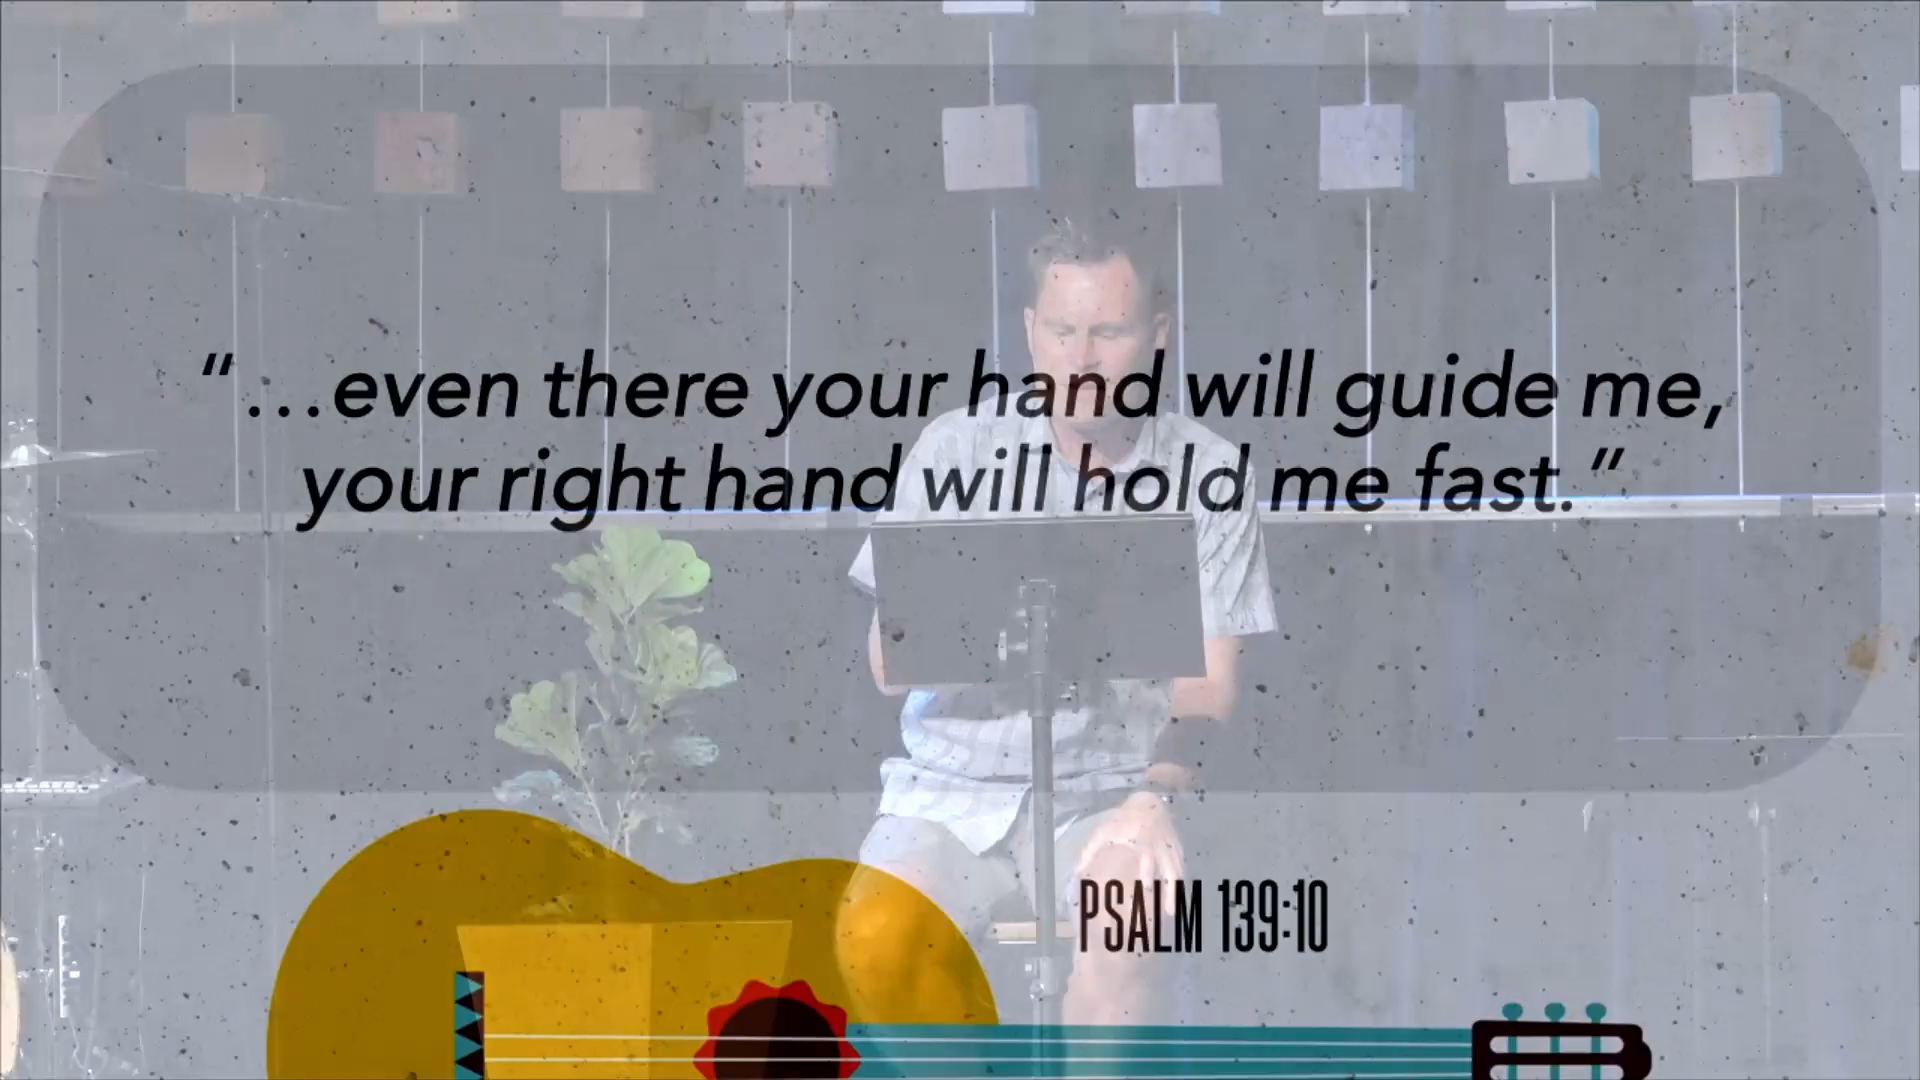 “…even there your hand will guide me,
your right hand will hold me fast.”
PSALM 139:10